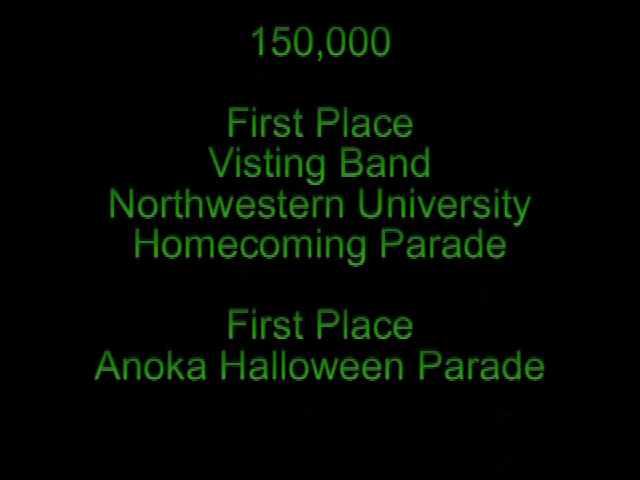 150,000
First Place
Visting Band
Northwestern University
Homecoming Parade
First Place
Anoka Halloween Parade